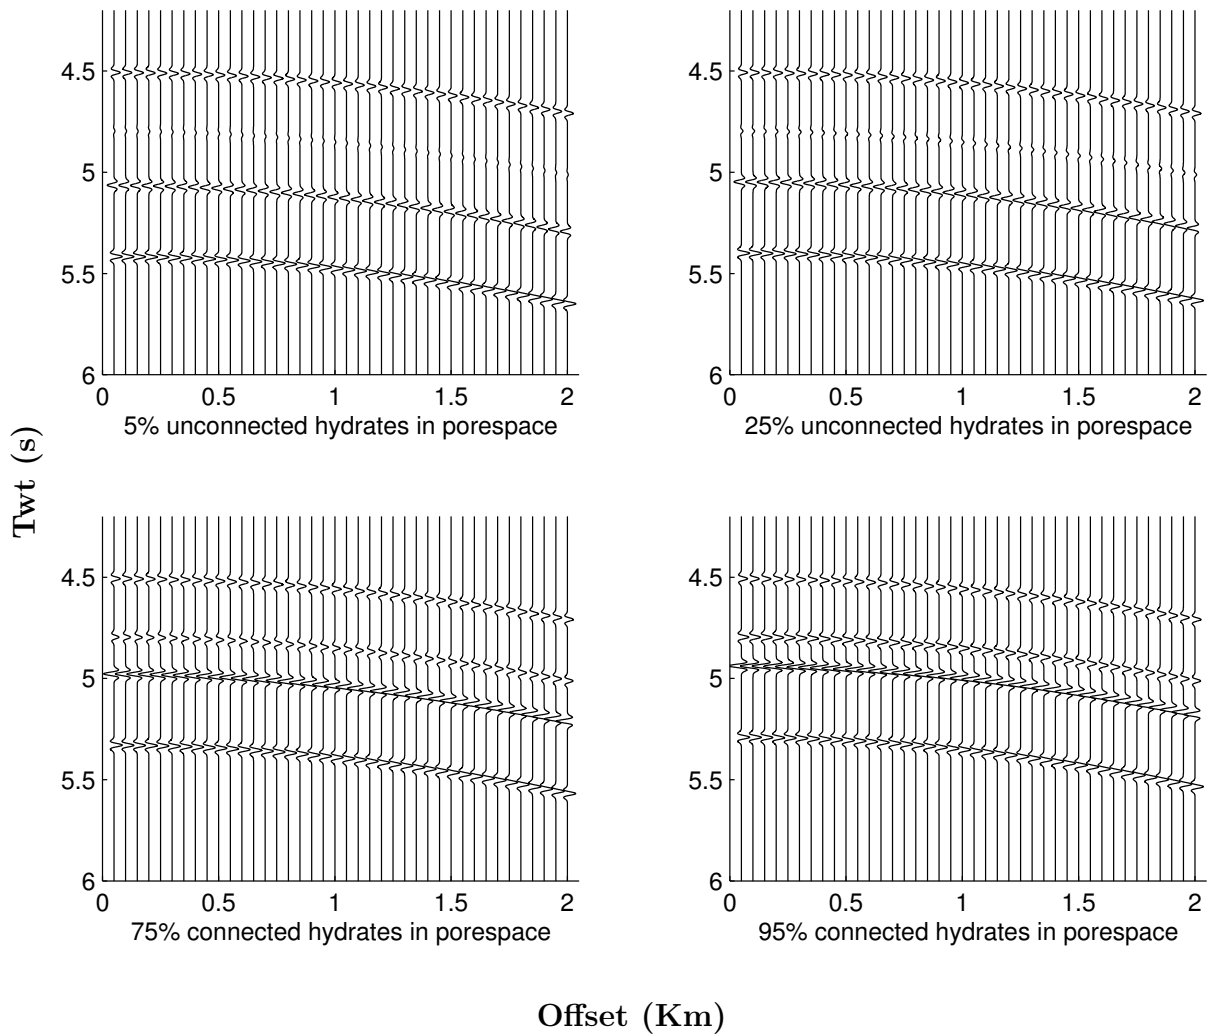 4.5
5
5.5
6
0 0.5 1 1.5 2
5% unconnected hydrates in porespace
4.5
5
5.5
6
0 0.5 1 1.5 2
25% unconnected hydrates in porespace
Twt (s)
4.5
5
5.5
6
0 0.5 1 1.5 2
75% connected hydrates in porespace
4.5
5
5.5
6
0 0.5 1 1.5 2
95% connected hydrates in porespace
Offset (Km)